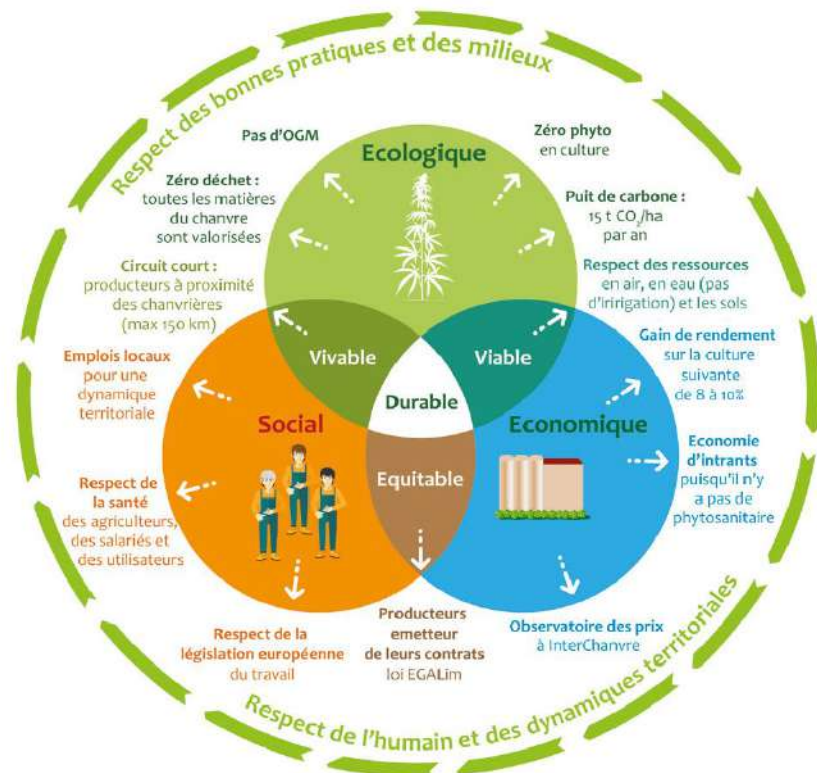 Respect des bonnes pratiques et des milieux
Pas d'OGM
Ecologique
Zéro phyto
en culture
Zéro déchet :
toutes les matières
du chanvre
sont valorisées
Puit de carbone :
15 t CO₂/ha
par an
Circuit court :
producteurs à proximité
des chanvrières
(max 150 km)
Respect des ressources
en air, en eau (pas
d'iririgation) et les sols
Vivable
Viable
Emplois locaux
pour une
dynamique
territoriale
Gain de rendement
sur la culture
suivante
de 8 à 10%
Durable
Social
Economique
Equitable
Respect de
la santé
des agriculteurs,
des salariés et
des utilisateurs
Economie
d'intrants
puisqu'il n'y
a pas de
phytosanitaire
Respect de la
législation européenne
du travail
Producteurs
emetteur
de leurs contrats
loi EGALim
Observatoire des prix
à InterChanvre
Respect de l'humain et des dynamiques territoriales